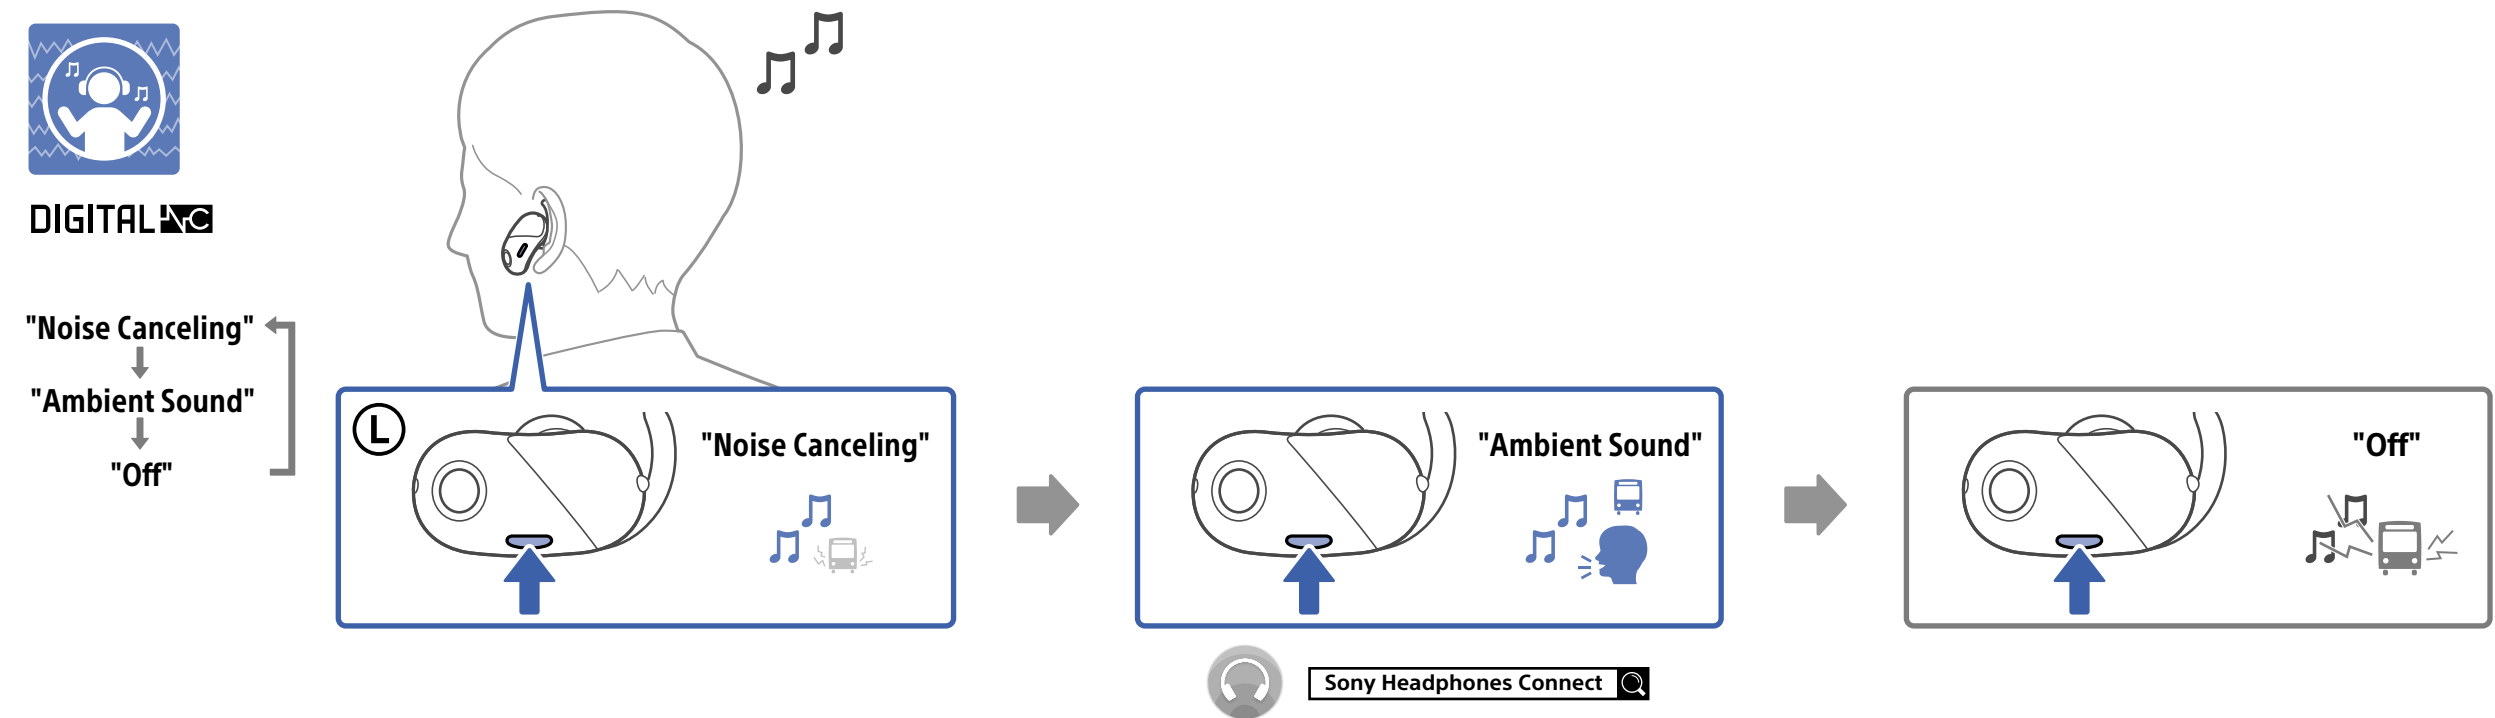 DIGITAL NC
"Noise Canceling"
"Ambient Sound"
"Off"
L
"Noise Canceling"
"Ambient Sound"
"Off"
Sony Headphones Connect